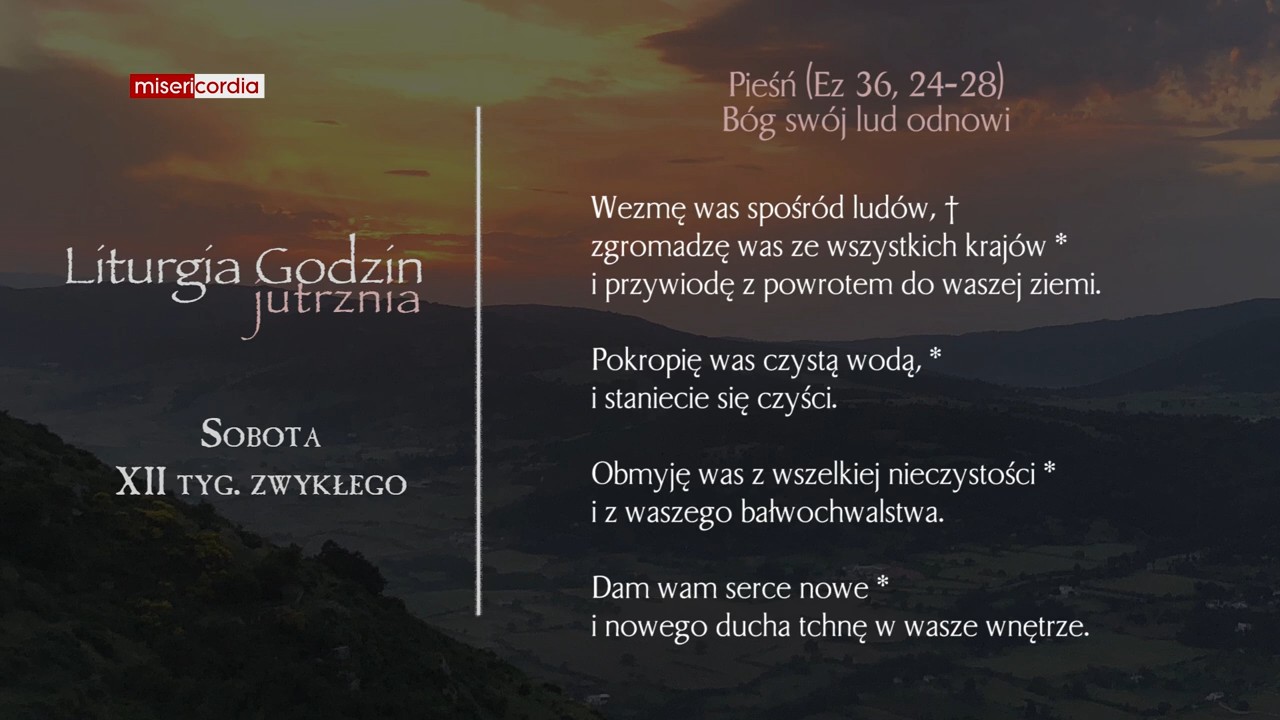 misericordia
Liturgia Godzin
jutrznia
Sobota
XII tyg. zwykłego
Pieśń (Ez 36, 24-28)
Bóg swój lud odnowi
Wezmę was spośród ludów, †
zgromadzę was ze wszystkich krajów *
i przywiodę z powrotem do waszej ziemi.
Pokropię was czystą wodą, *
i staniecie się czyści.
Obmyję was z wszelkiej nieczystości *
i z waszego bałwochwalstwa.
Dam wam serce nowe *
i nowego ducha tchnę w wasze wnętrze.